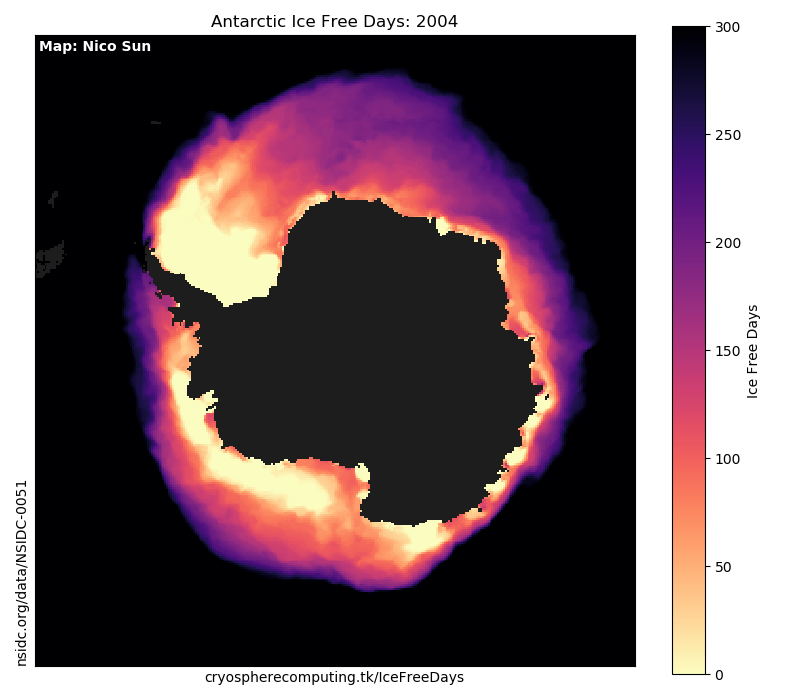 Antarctic Ice Free Days: 2004
Map: Nico Sun
300
250
200
150
100
50
0
Ice Free Days
nsidc.org/data/NSIDC-0051
cryospherecomputing.tk/IceFreeDays